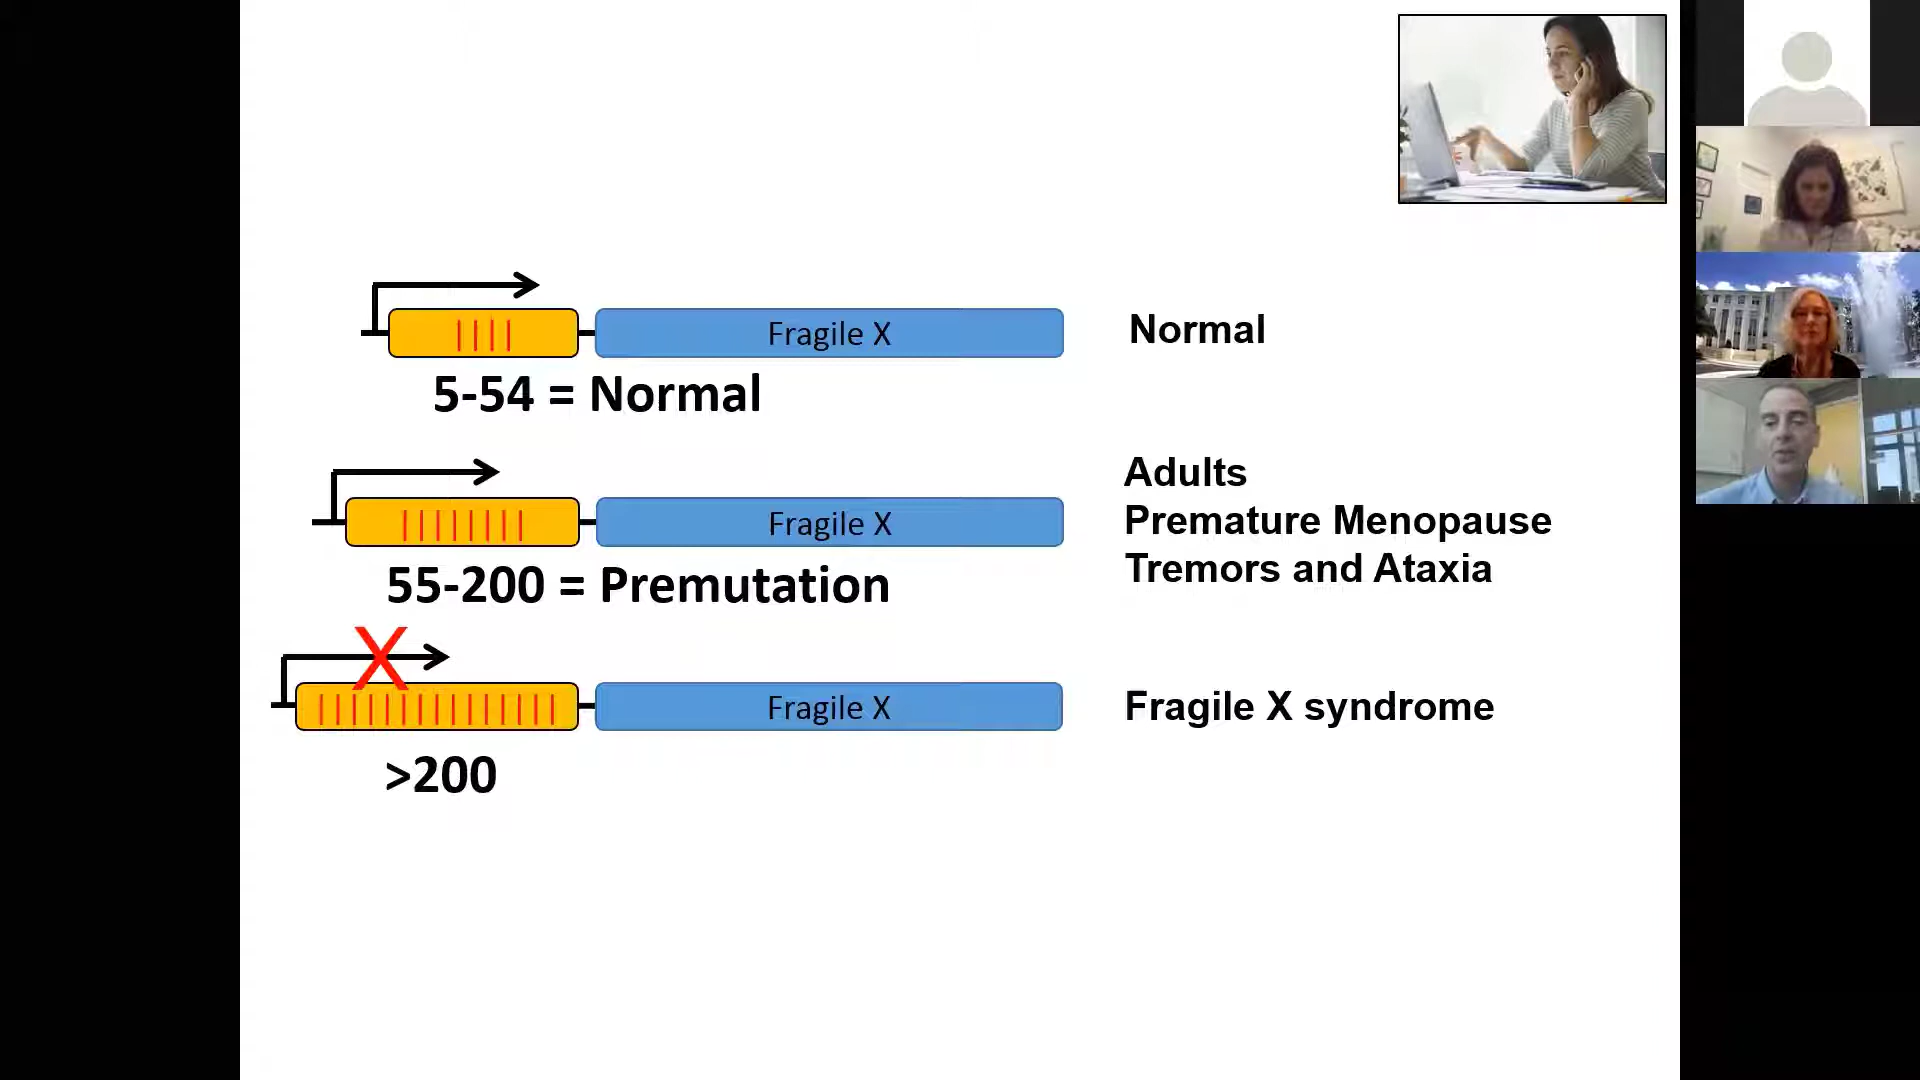 Fragile X
Normal
5-54 = Normal
Adults
Fragile X
Premature Menopause
Tremors and Ataxia
55-200 = Premutation
X
Fragile X
Fragile X syndrome
>200